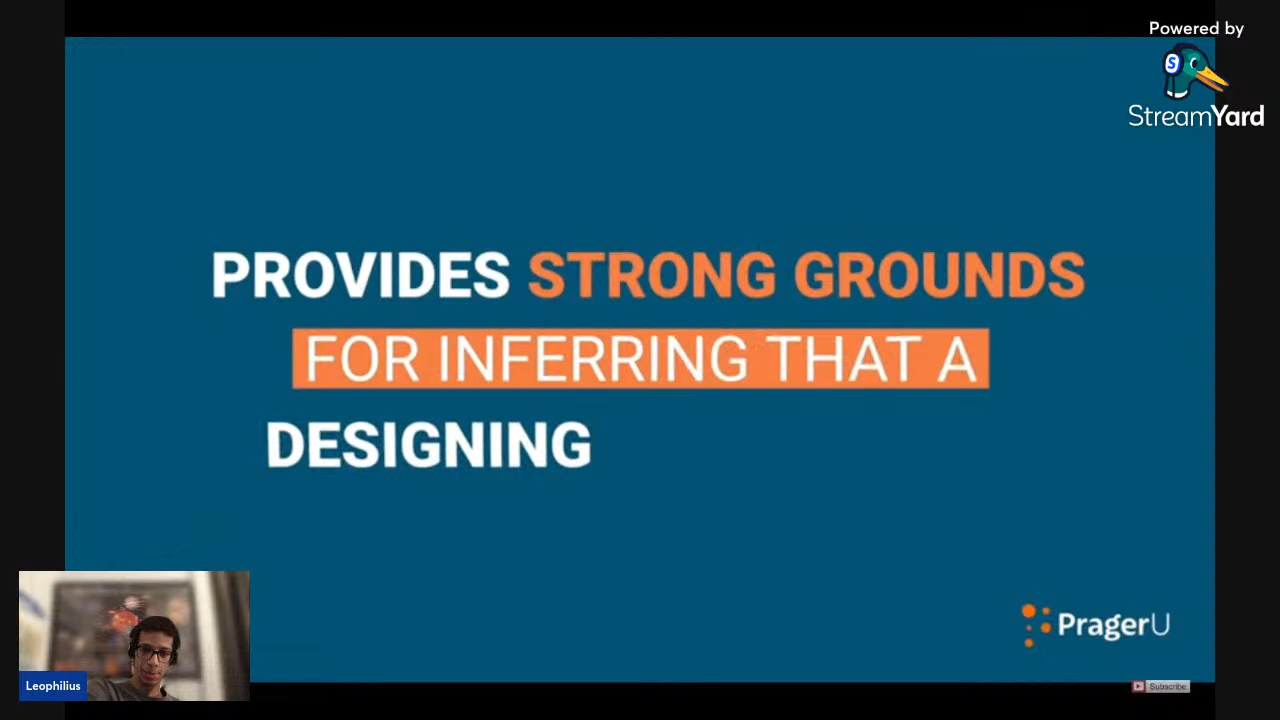 Powered by
StreamYard
PROVIDES STRONG GROUNDS
FOR INFERRING THAT A
DESIGNING
PragerU
Subscribe
Leophilius